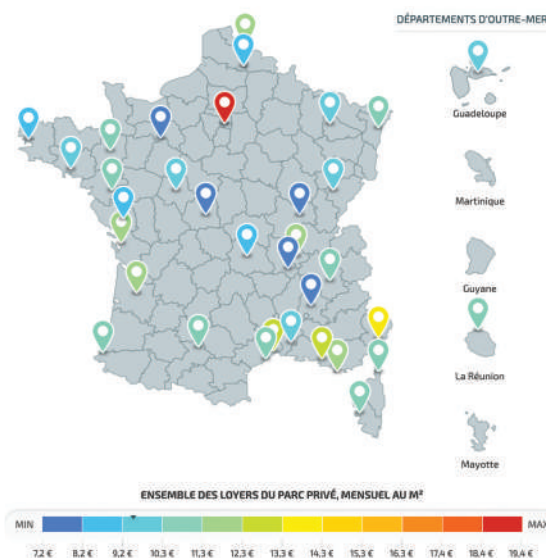 DÉPARTEMENTS D'OUTRE-MER
Guadeloupe
Martinique
Guyane
La Réunion
Mayotte
ENSEMBLE DES LOYERS DU PARC PRIVÉ, MENSUEL AU M²
MIN MAX
7,2 € 8,2 € 9,2 € 10,3 € 11,3 € 12,3 € 13,3 € 14,3 € 15,3 € 16,3 € 17,4 € 18,4 € 19,4 €